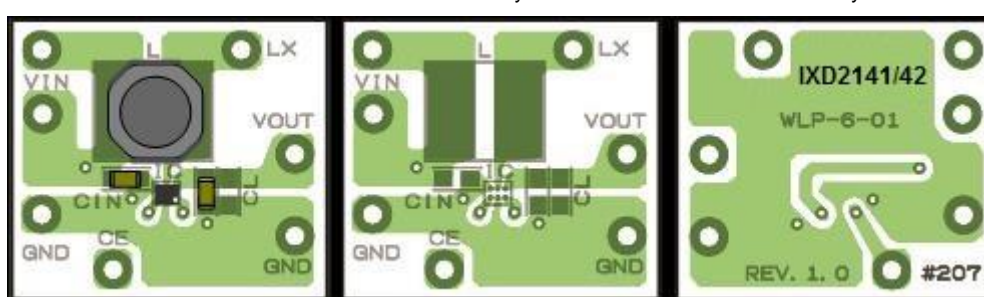 L
LX
VIN
VOUT
IC
CIN
CL
GND
CE
GND
L
LX
VIN
VOUT
IC
CIN
CL
GND
CE
GND
IXD2141/42
WLP-6-01
REV. 1. 0
#207